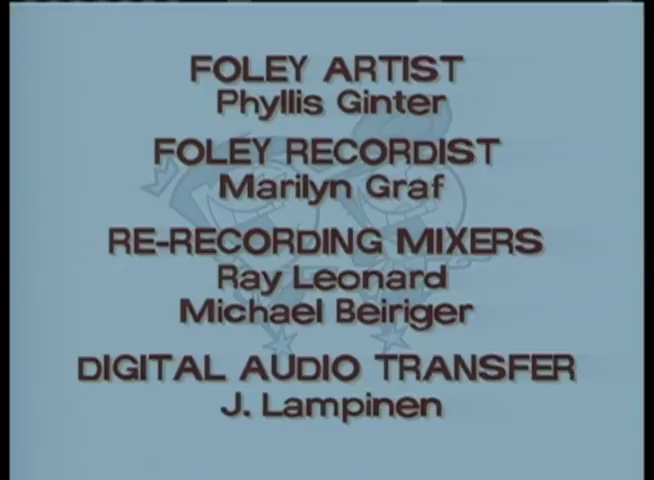 FOLEY ARTIST
Phyllis Ginter
FOLEY RECORDIST
Marilyn Graf
RE-RECORDING MIXERS
Ray Leonard
Michael Beiriger
DIGITAL AUDIO TRANSFER
J. Lampinen